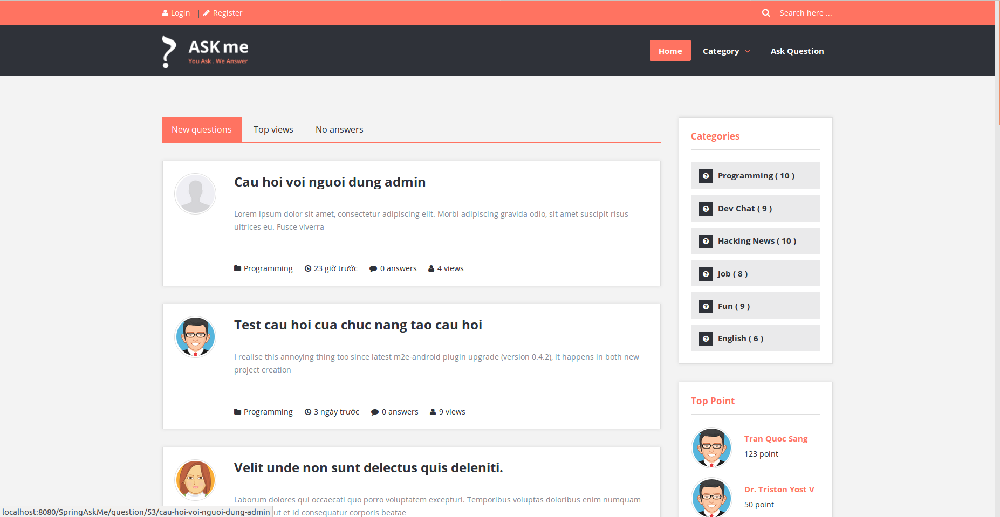 Login | Register
Search here ...
ASK me
You Ask . We Answer
Home
Category
Ask Question
New questions
Top views
No answers
Cau hoi voi nguoi dung admin
Lorem ipsum dolor sit amet, consectetur adipiscing elit. Morbi adipiscing gravida odio, sit amet suscipit risus
ultrices eu. Fusce viverra
Programming
23 giờ trước
0 answers
4 views
Test cau hoi cua chuc nang tao cau hoi
I realise this annoying thing too since latest m2e-android plugin upgrade (version 0.4.2), it happens in both new
project creation
Programming
3 ngày trước
0 answers
9 views
Velit unde non sunt delectus quis deleniti.
Laborum dolores qui occaecati quo porro voluptatem excepturi. Temporibus voluptas doloribus enim numquam
ut et id consequatur corporis beatae
Categories
Programming ( 10 )
Dev Chat ( 9 )
Hacking News ( 10 )
Job ( 8 )
Fun ( 9 )
English ( 6 )
Top Point
Tran Quoc Sang
123 point
Dr. Triston Yost V
50 point
localhost:8080/SpringAskMe/question/53/cau-hoi-voi-nguoi-dung-admin